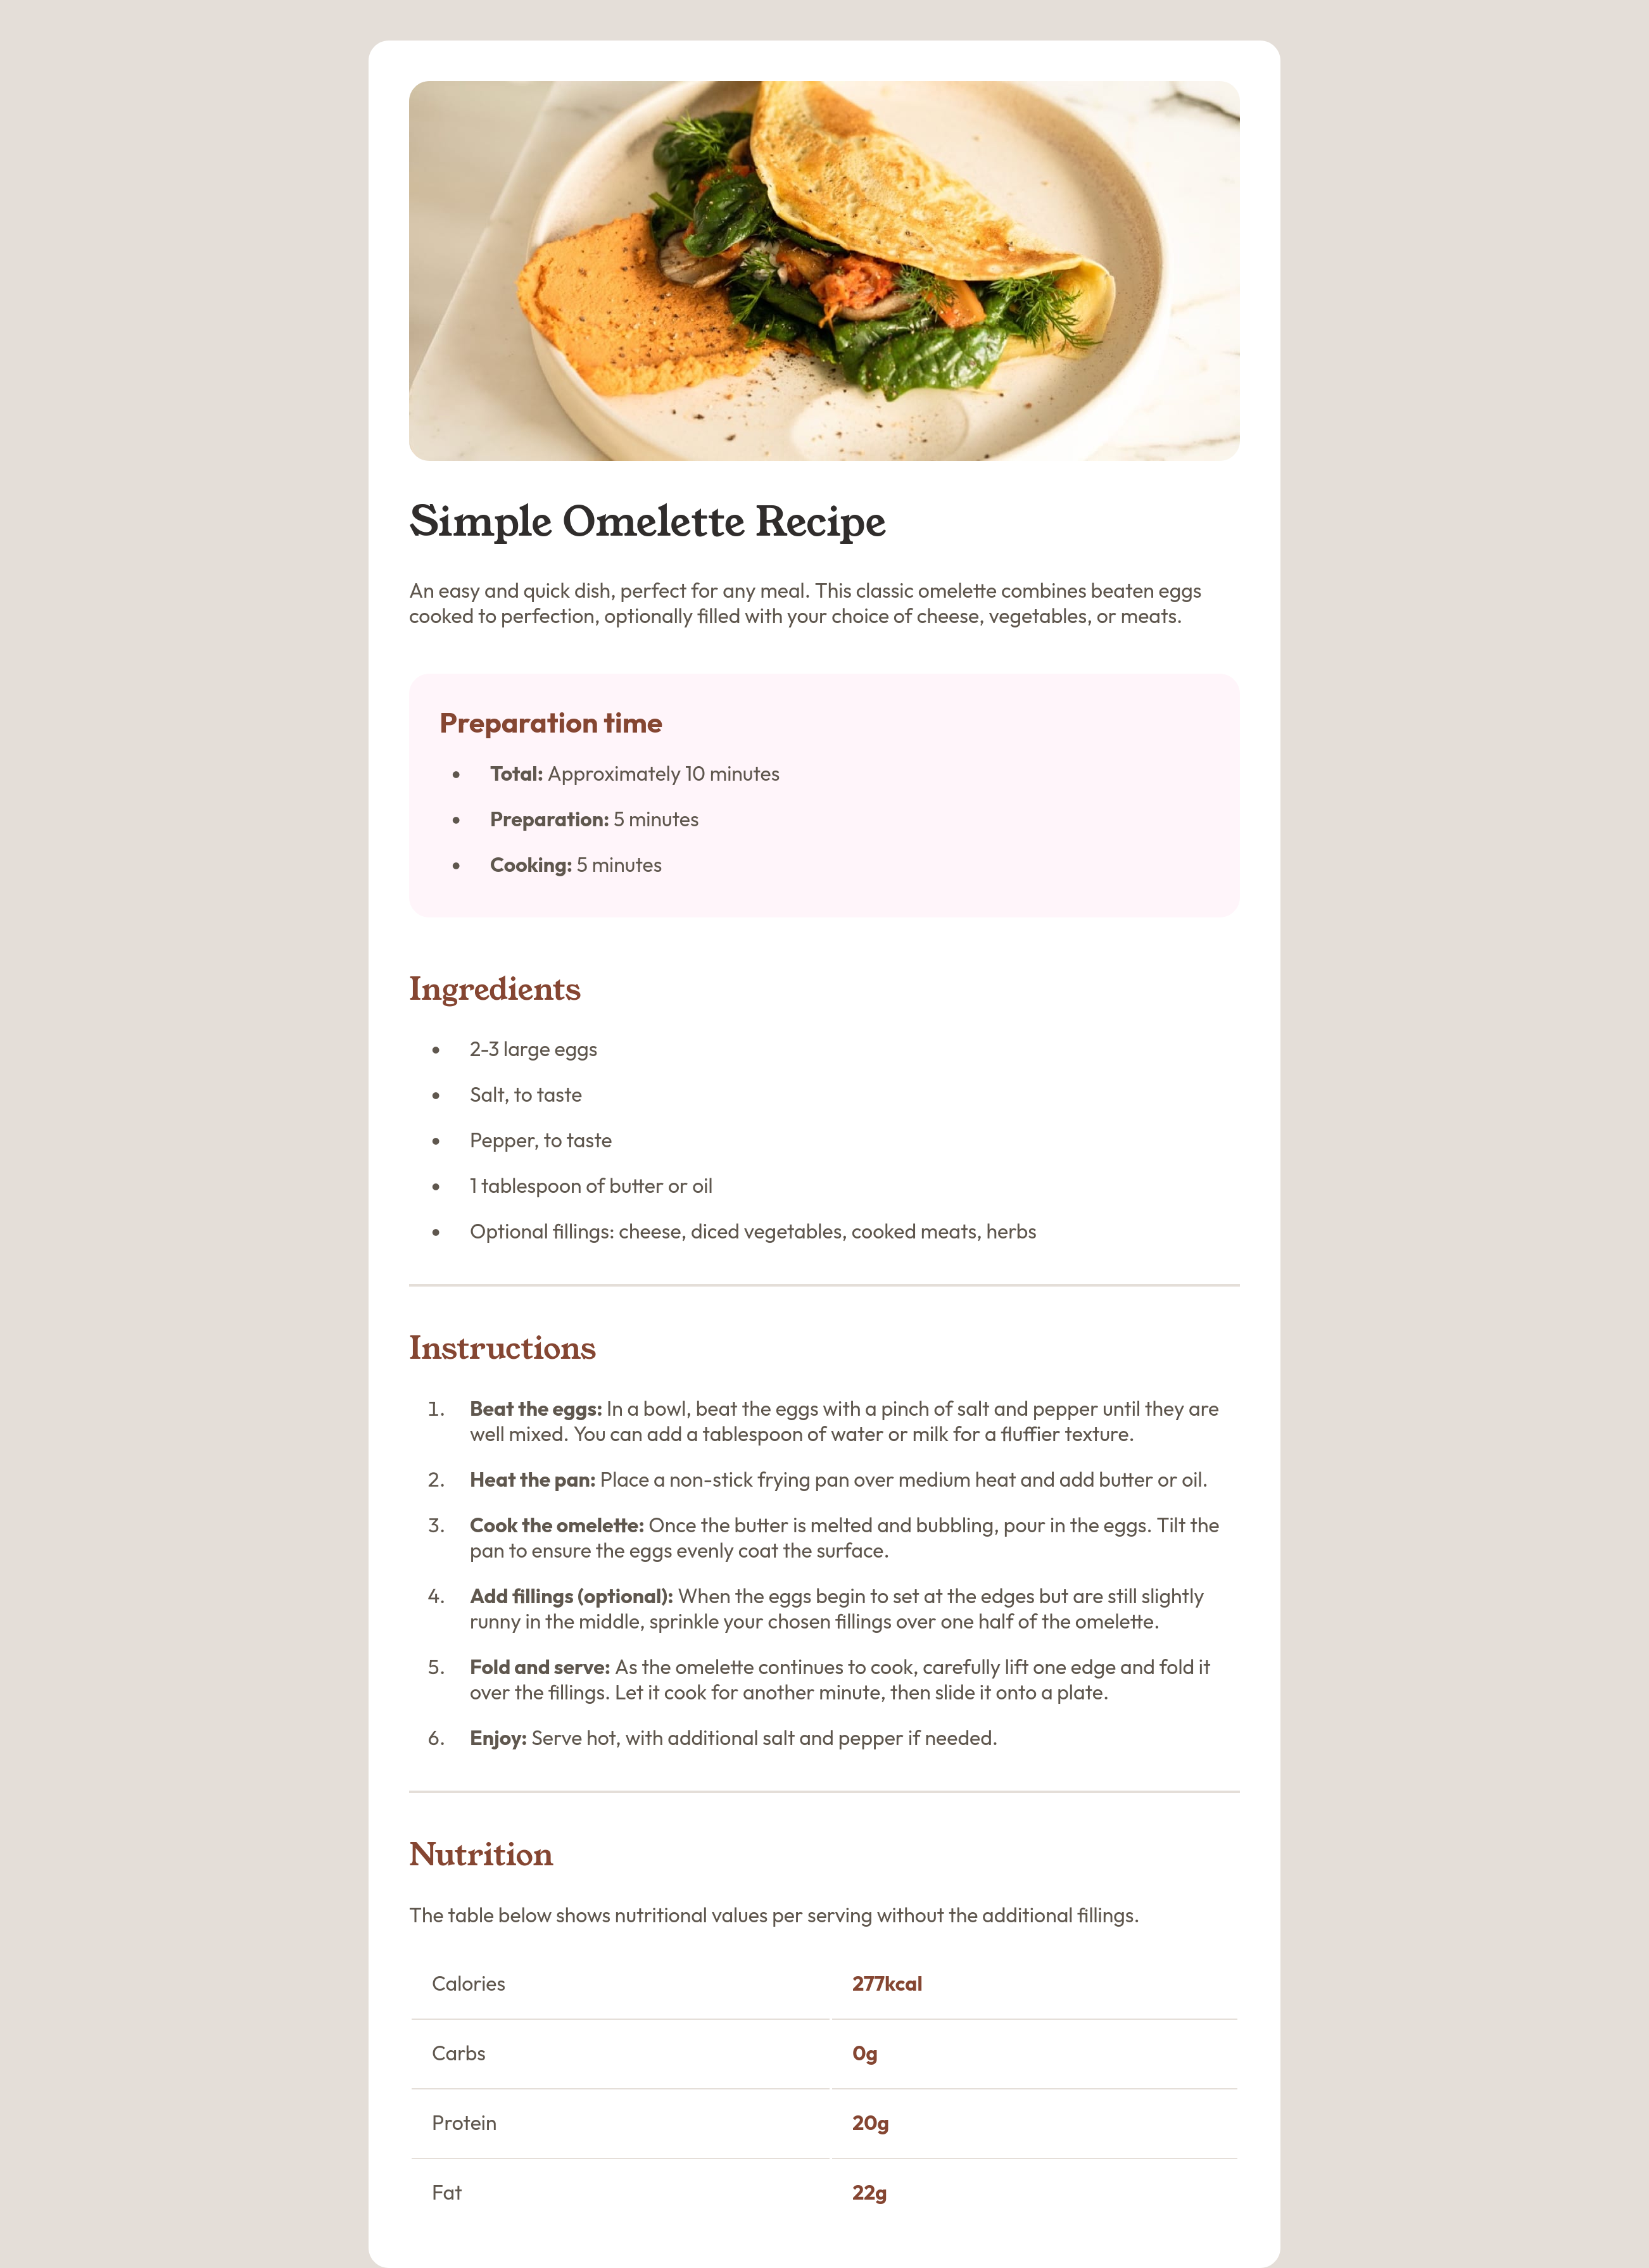 Simple Omelette Recipe
An easy and quick dish, perfect for any meal. This classic omelette combines beaten eggs
cooked to perfection, optionally filled with your choice of cheese, vegetables, or meats.
Preparation time
• Total: Approximately 10 minutes
• Preparation: 5 minutes
• Cooking: 5 minutes
Ingredients
• 2-3 large eggs
• Salt, to taste
• Pepper, to taste
• 1 tablespoon of butter or oil
• Optional fillings: cheese, diced vegetables, cooked meats, herbs
Instructions
1. Beat the eggs: In a bowl, beat the eggs with a pinch of salt and pepper until they are
well mixed. You can add a tablespoon of water or milk for a fluffier texture.
2. Heat the pan: Place a non-stick frying pan over medium heat and add butter or oil.
3. Cook the omelette: Once the butter is melted and bubbling, pour in the eggs. Tilt the
pan to ensure the eggs evenly coat the surface.
4. Add fillings (optional): When the eggs begin to set at the edges but are still slightly
runny in the middle, sprinkle your chosen fillings over one half of the omelette.
5. Fold and serve: As the omelette continues to cook, carefully lift one edge and fold it
over the fillings. Let it cook for another minute, then slide it onto a plate.
6. Enjoy: Serve hot, with additional salt and pepper if needed.
Nutrition
The table below shows nutritional values per serving without the additional fillings.
Calories 277kcal
Carbs 0g
Protein 20g
Fat 22g